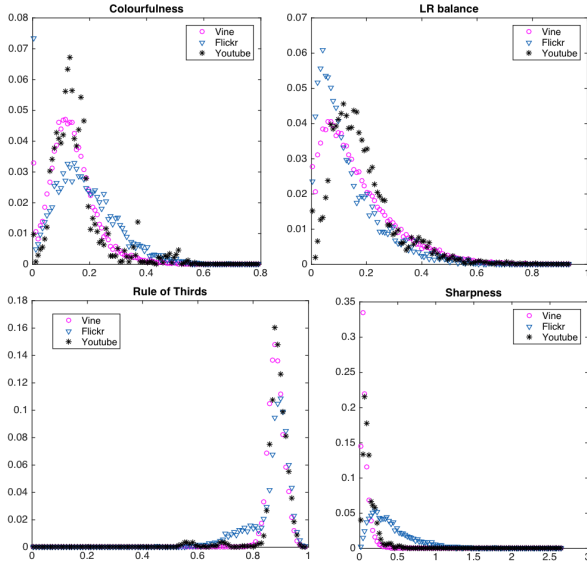 Colourfulness
0.08
0.07
0.06
0.05
0.04
0.03
0.02
0.01
0
0 0.2 0.4 0.6 0.8
Vine
Flickr
Youtube
LR balance
0.07
0.06
0.05
0.04
0.03
0.02
0.01
0
0 0.2 0.4 0.6 0.8 1
Vine
Flickr
Youtube
Rule of Thirds
0.18
0.16
0.14
0.12
0.1
0.08
0.06
0.04
0.02
0
0 0.2 0.4 0.6 0.8 1
Vine
Flickr
Youtube
Sharpness
0.35
0.3
0.25
0.2
0.15
0.1
0.05
0
0 0.5 1 1.5 2 2.5 3
Vine
Flickr
Youtube